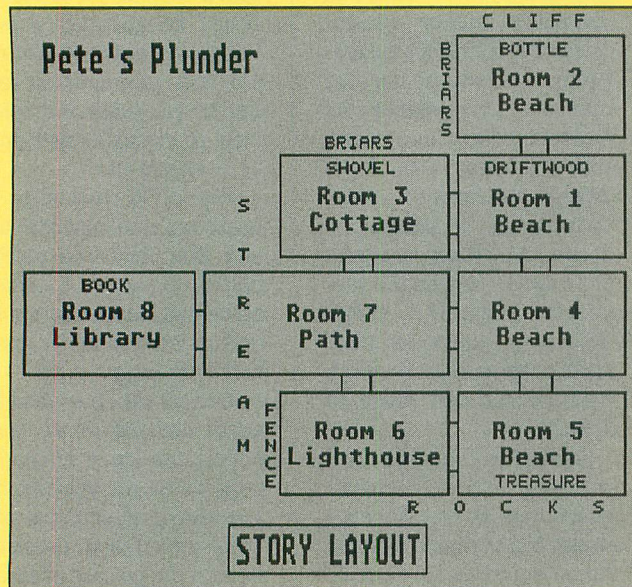 CLIFF
Pete's Plunder
BRIARS
BOTTLE
Room 2
Beach
BRIARS
SHOVEL
Room 3
Cottage
DRIFTWOOD
Room 1
Beach
STREAM
BOOK
Room 8
Library
Room 7
Path
Room 4
Beach
FENCE
Room 6
Lighthouse
Room 5
Beach
TREASURE
ROCKS
STORY LAYOUT